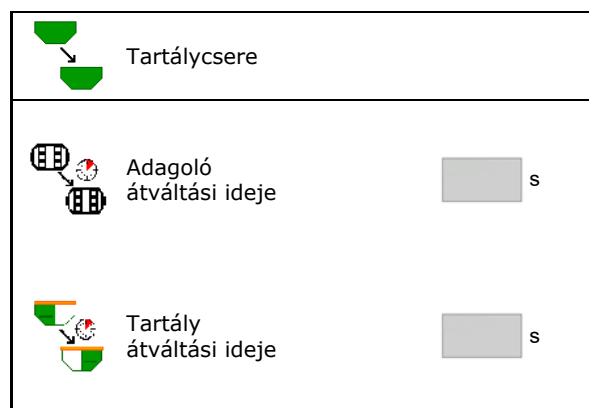 Tartálycsere
Adagoló
átváltási ideje
s
Tartály
átváltási ideje
s